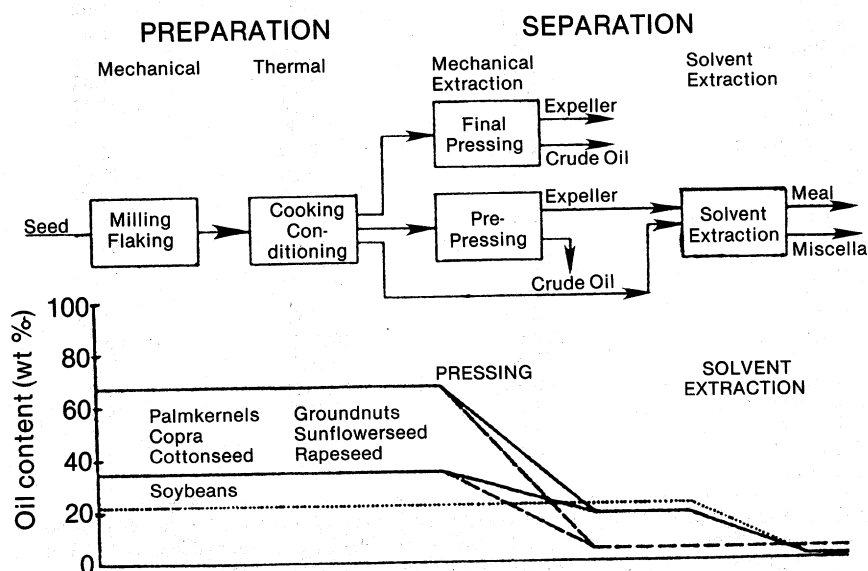 PREPARATION
SEPARATION
Mechanical
Thermal
Mechanical
Extraction
Solvent
Extraction
Final
Pressing
Expeller
Crude Oil
Seed
Milling
Flaking
Cooking
Con-
ditioning
Pre-
Pressing
Expeller
Crude Oil
Solvent
Extraction
Meal
Miscella
Oil content (wt %)
100
80
60
40
20
0
PRESSING
SOLVENT
EXTRACTION
Palmkernels
Copra
Cottonseed
Groundnuts
Sunflowerseed
Rapeseed
Soybeans